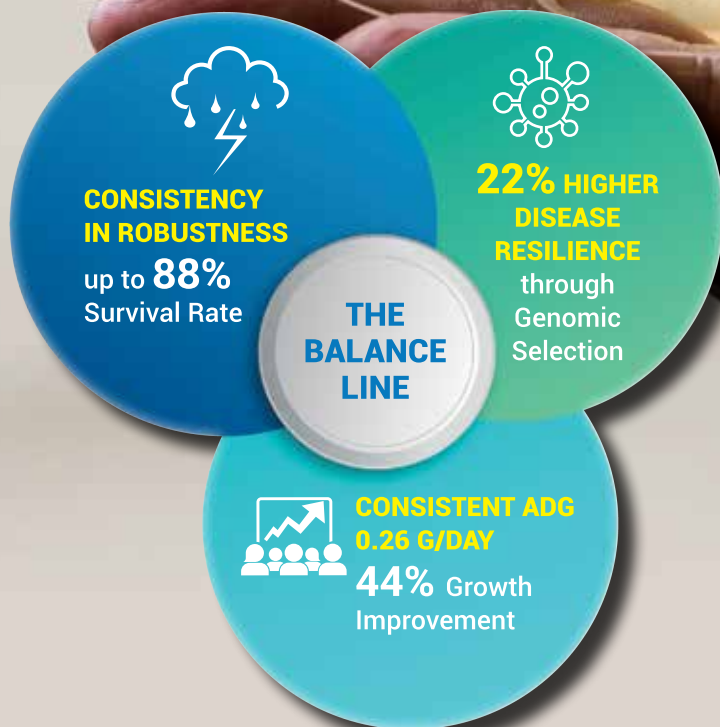 CONSISTENCY
IN ROBUSTNESS
up to 88%
Survival Rate
22% HIGHER
DISEASE
RESILIENCE
through
Genomic
Selection
THE
BALANCE
LINE
CONSISTENT ADG
0.26 G/DAY
44% Growth
Improvement